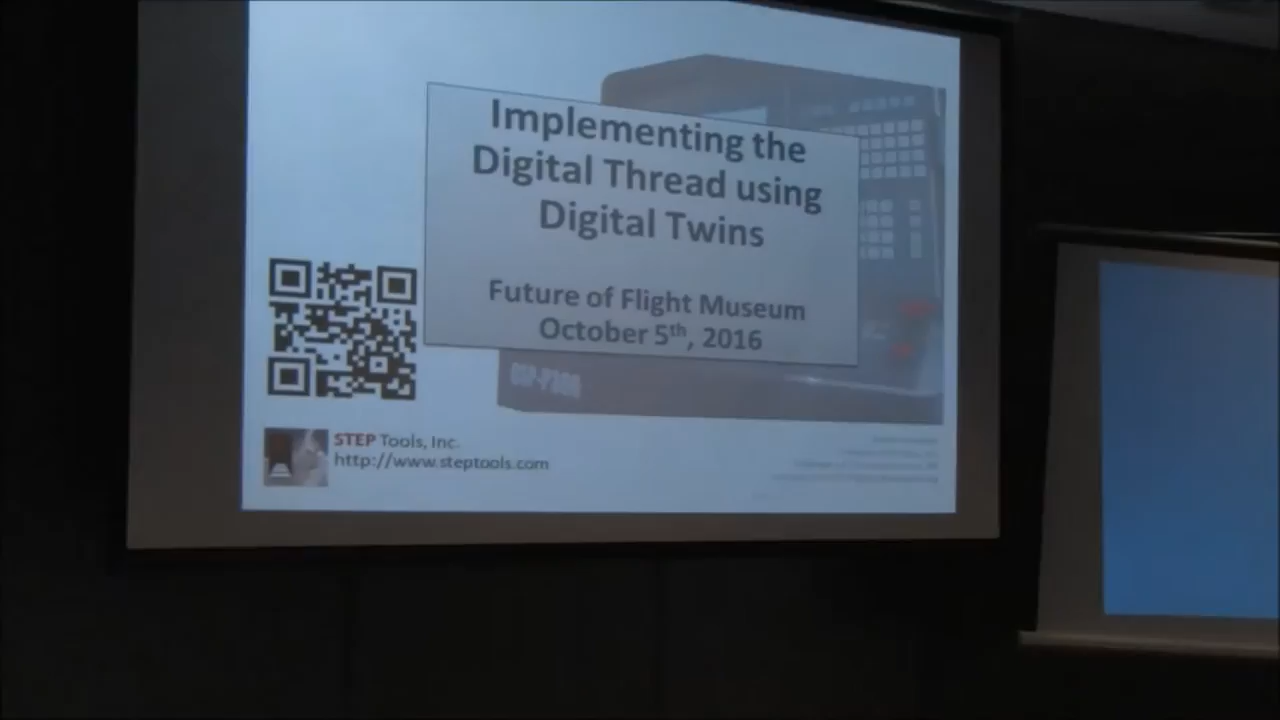 Implementing the
Digital Thread using
Digital Twins
Future of Flight Museum
October 5th, 2016
STEP Tools, Inc.
http://www.steptools.com